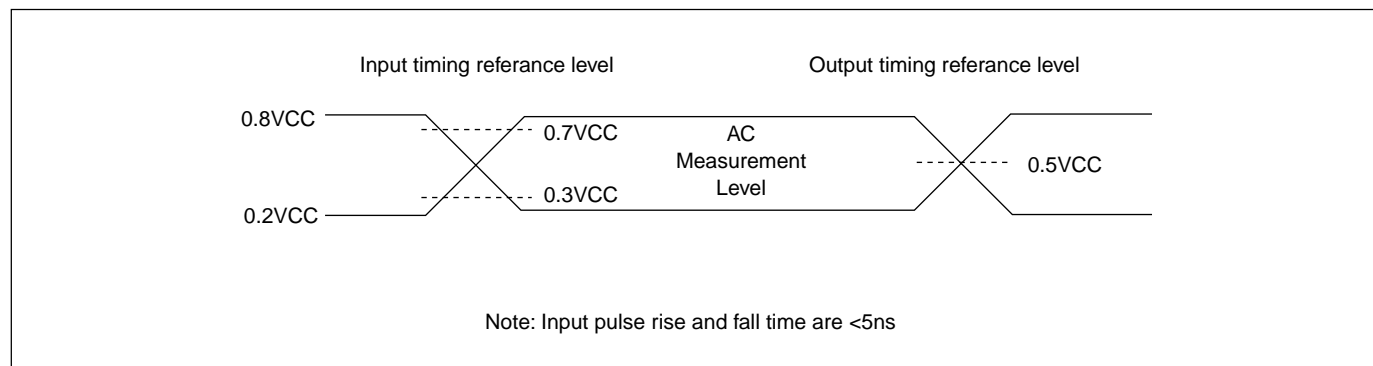 Input timing referance level
Output timing referance level
0.8VCC
0.7VCC
AC
Measurement
Level
0.5VCC
0.3VCC
0.2VCC
Note: Input pulse rise and fall time are <5ns